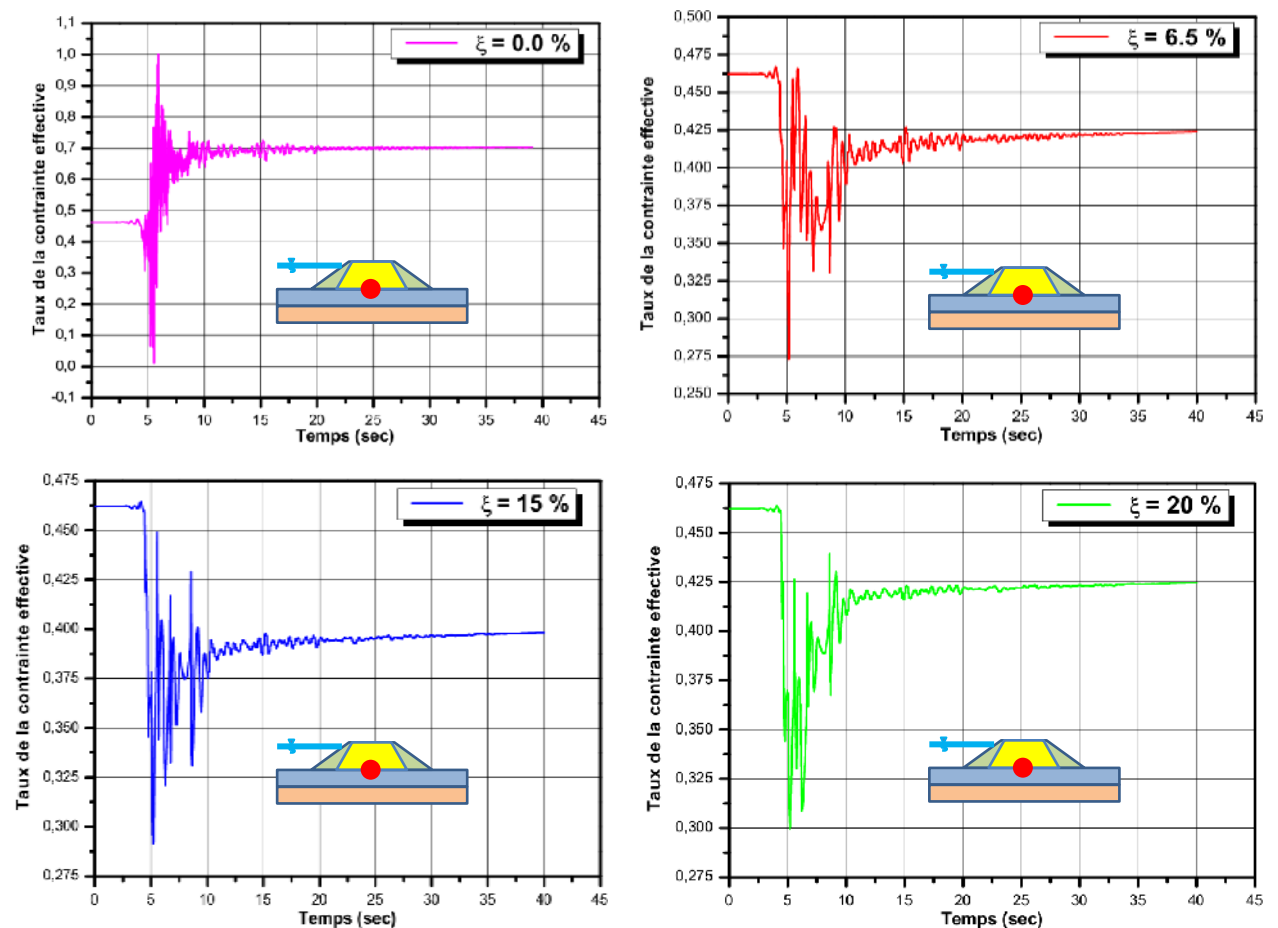 Taux de la contrainte effective
1,1
1,0
0,9
0,8
0,7
0,6
0,5
0,4
0,3
0,2
0,1
0,0
-0,1
ξ = 0.0 %
0 5 10 15 20 25 30 35 40 45
Temps (sec)
Taux de la contrainte effective
0,500
0,475
0,450
0,425
0,400
0,375
0,350
0,325
0,300
0,275
0,250
ξ = 6.5 %
0 5 10 15 20 25 30 35 40 45
Temps (sec)
Taux de la contrainte effective
0,475
0,450
0,425
0,400
0,375
0,350
0,325
0,300
0,275
ξ = 15 %
0 5 10 15 20 25 30 35 40 45
Temps (sec)
Taux de la contrainte effective
0,475
0,450
0,425
0,400
0,375
0,350
0,325
0,300
0,275
ξ = 20 %
0 5 10 15 20 25 30 35 40 45
Temps (sec)